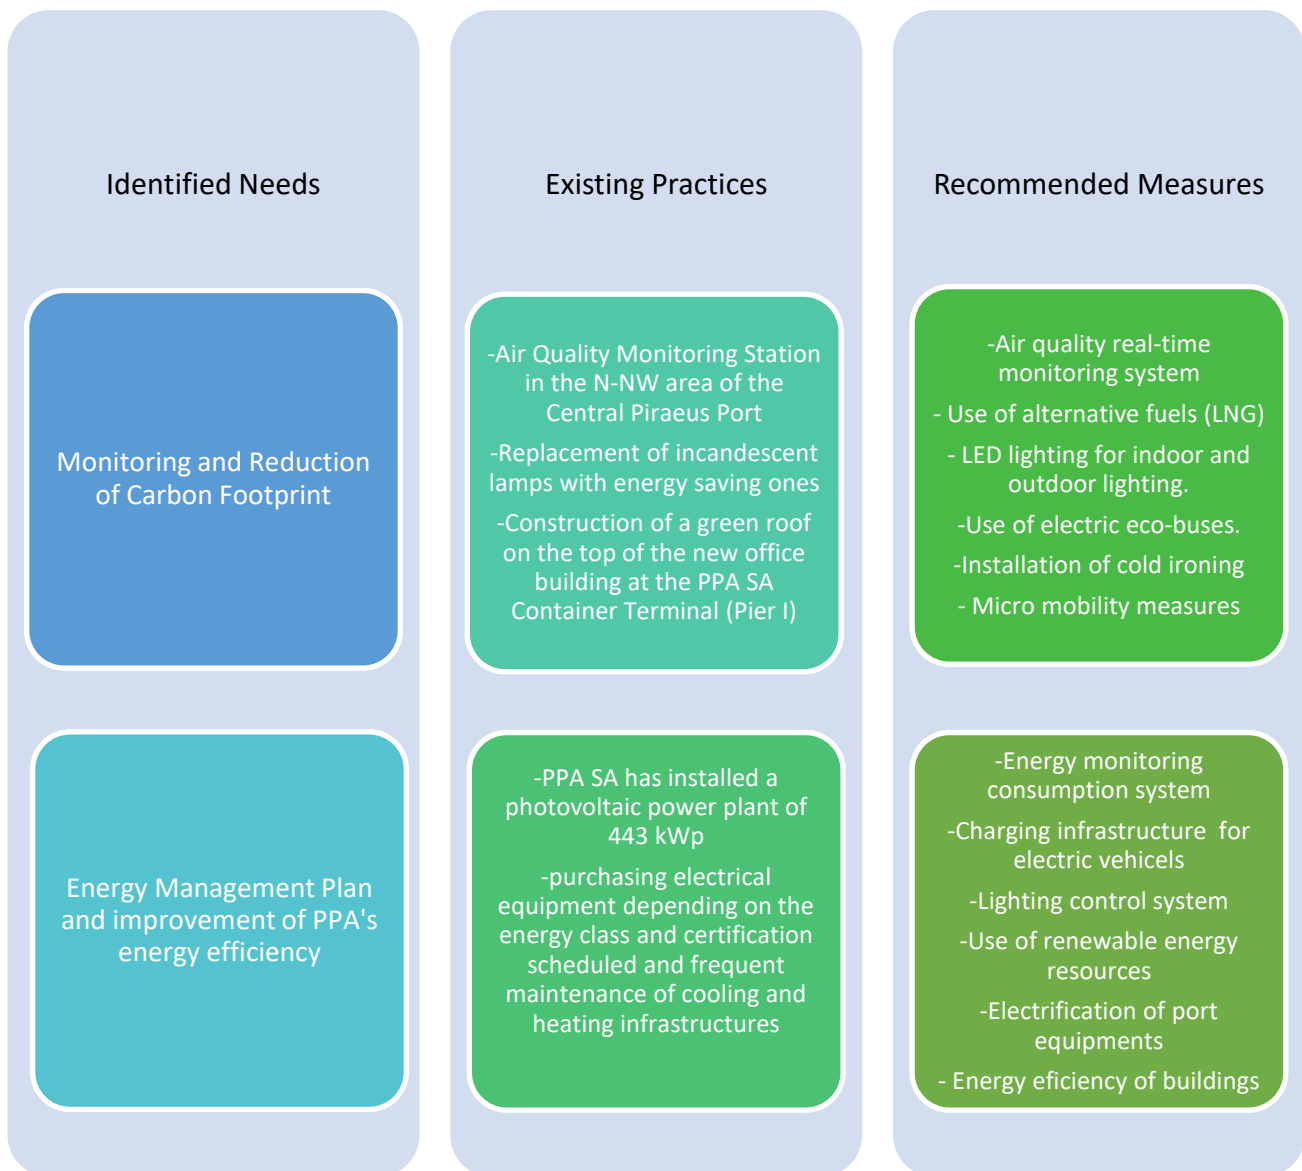 Identified Needs
Existing Practices
Recommended Measures
Monitoring and Reduction
of Carbon Footprint
-Air Quality Monitoring Station
in the N-NW area of the
Central Piraeus Port
-Replacement of incandescent
lamps with energy saving ones
-Construction of a green roof
on the top of the new office
building at the PPA SA
Container Terminal (Pier I)
-Air quality real-time
monitoring system
- Use of alternative fuels (LNG)
- LED lighting for indoor and
outdoor lighting.
-Use of electric eco-buses.
-Installation of cold ironing
- Micro mobility measures
Energy Management Plan
and improvement of PPA's
energy efficiency
-PPA SA has installed a
photovoltaic power plant of
443 kWp
-purchasing electrical
equipment depending on the
energy class and certification
scheduled and frequent
maintenance of cooling and
heating infrastructures
-Energy monitoring
consumption system
-Charging infrastructure  for
electric vehicels
-Lighting control system
-Use of renewable energy
resources
-Electrification of port
equipments
- Energy eficiency of buildings